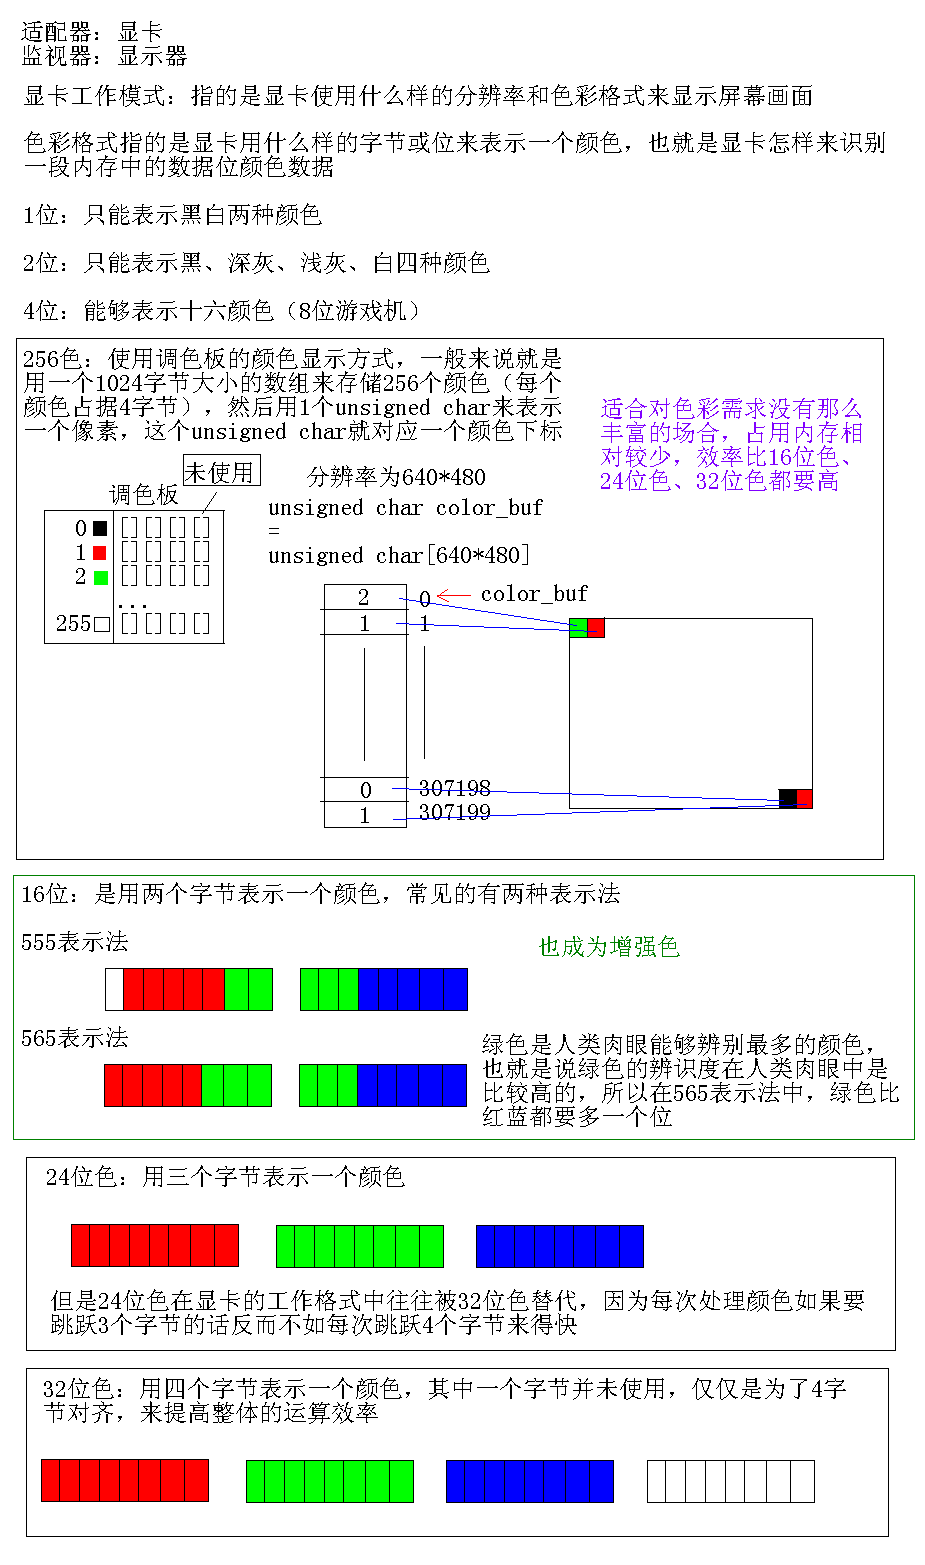 适配器：显卡
监视器：显示器
显卡工作模式：指的是显卡使用什么样的分辨率和色彩格式来显示屏幕画面
色彩格式指的是显卡用什么样的字节或位来表示一个颜色，也就是显卡怎样来识别
一段内存中的数据位颜色数据
1位：只能表示黑白两种颜色
2位：只能表示黑、深灰、浅灰、白四种颜色
4位：能够表示十六颜色（8位游戏机）
256色：使用调色板的颜色显示方式，一般来说就是
用一个1024字节大小的数组来存储256个颜色（每个
颜色占据4字节），然后用1个unsigned char来表示
一个像素，这个unsigned char就对应一个颜色下标
适合对色彩需求没有那么
丰富的场合，占用内存相
对较少，效率比16位色、
24位色、32位色都要高
未使用
调色板
0 [] [] [] []
1 [] [] [] []
2 [] [] [] []
...
255 [] [] [] []
分辨率为640*480
unsigned char color_buf
=
unsigned char[640*480]
2 0 color_buf
1 1
0 307198
1 307199
16位：是用两个字节表示一个颜色，常见的有两种表示法
555表示法
也成为增强色
565表示法
绿色是人类肉眼能够辨别最多的颜色，
也就是说绿色的辨识度在人类肉眼中是
比较高的，所以在565表示法中，绿色比
红蓝都要多一个位
24位色：用三个字节表示一个颜色
但是24位色在显卡的工作格式中往往被32位色替代，因为每次处理颜色如果要
跳跃3个字节的话反而不如每次跳跃4个字节来得快
32位色：用四个字节表示一个颜色，其中一个字节并未使用，仅仅是为了4字
节对齐，来提高整体的运算效率